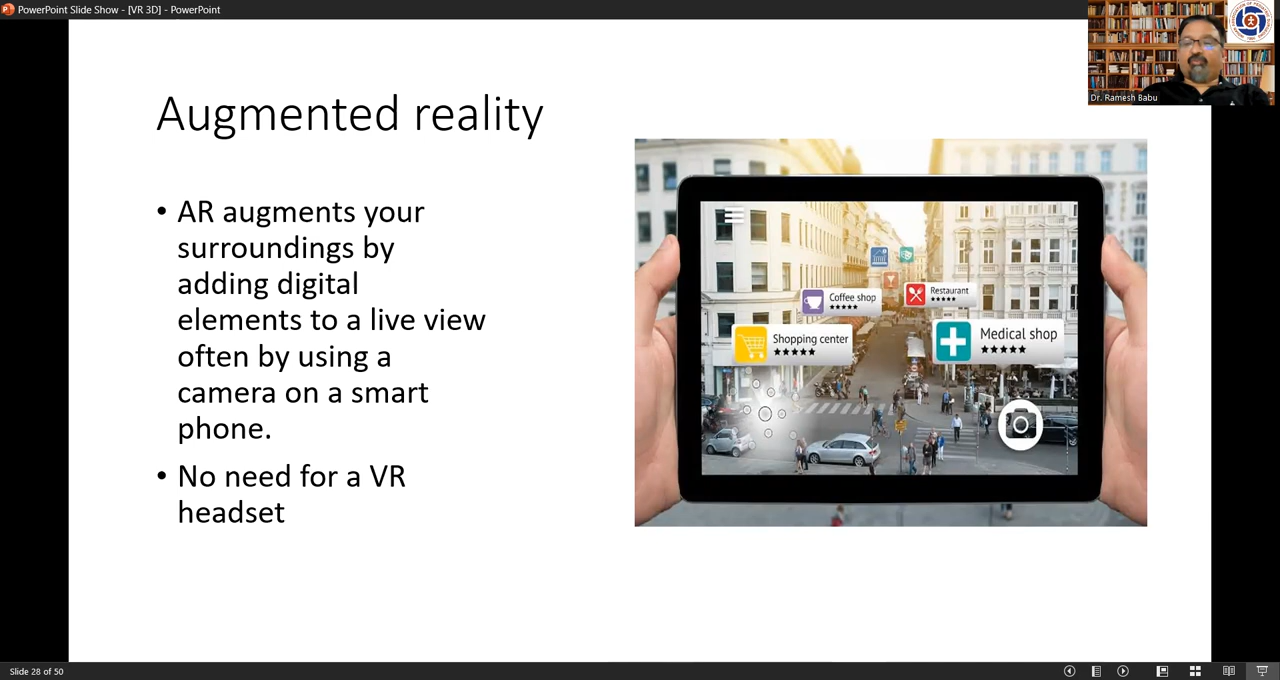 PowerPoint Slide Show - [VR 3D] - PowerPoint
Dr. Ramesh Babu
Augmented reality
• AR augments your
surroundings by
adding digital
elements to a live view
often by using a
camera on a smart
phone.
• No need for a VR
headset
Coffee shop
Restaurant
Shopping center
Medical shop
Slide 28 of 50